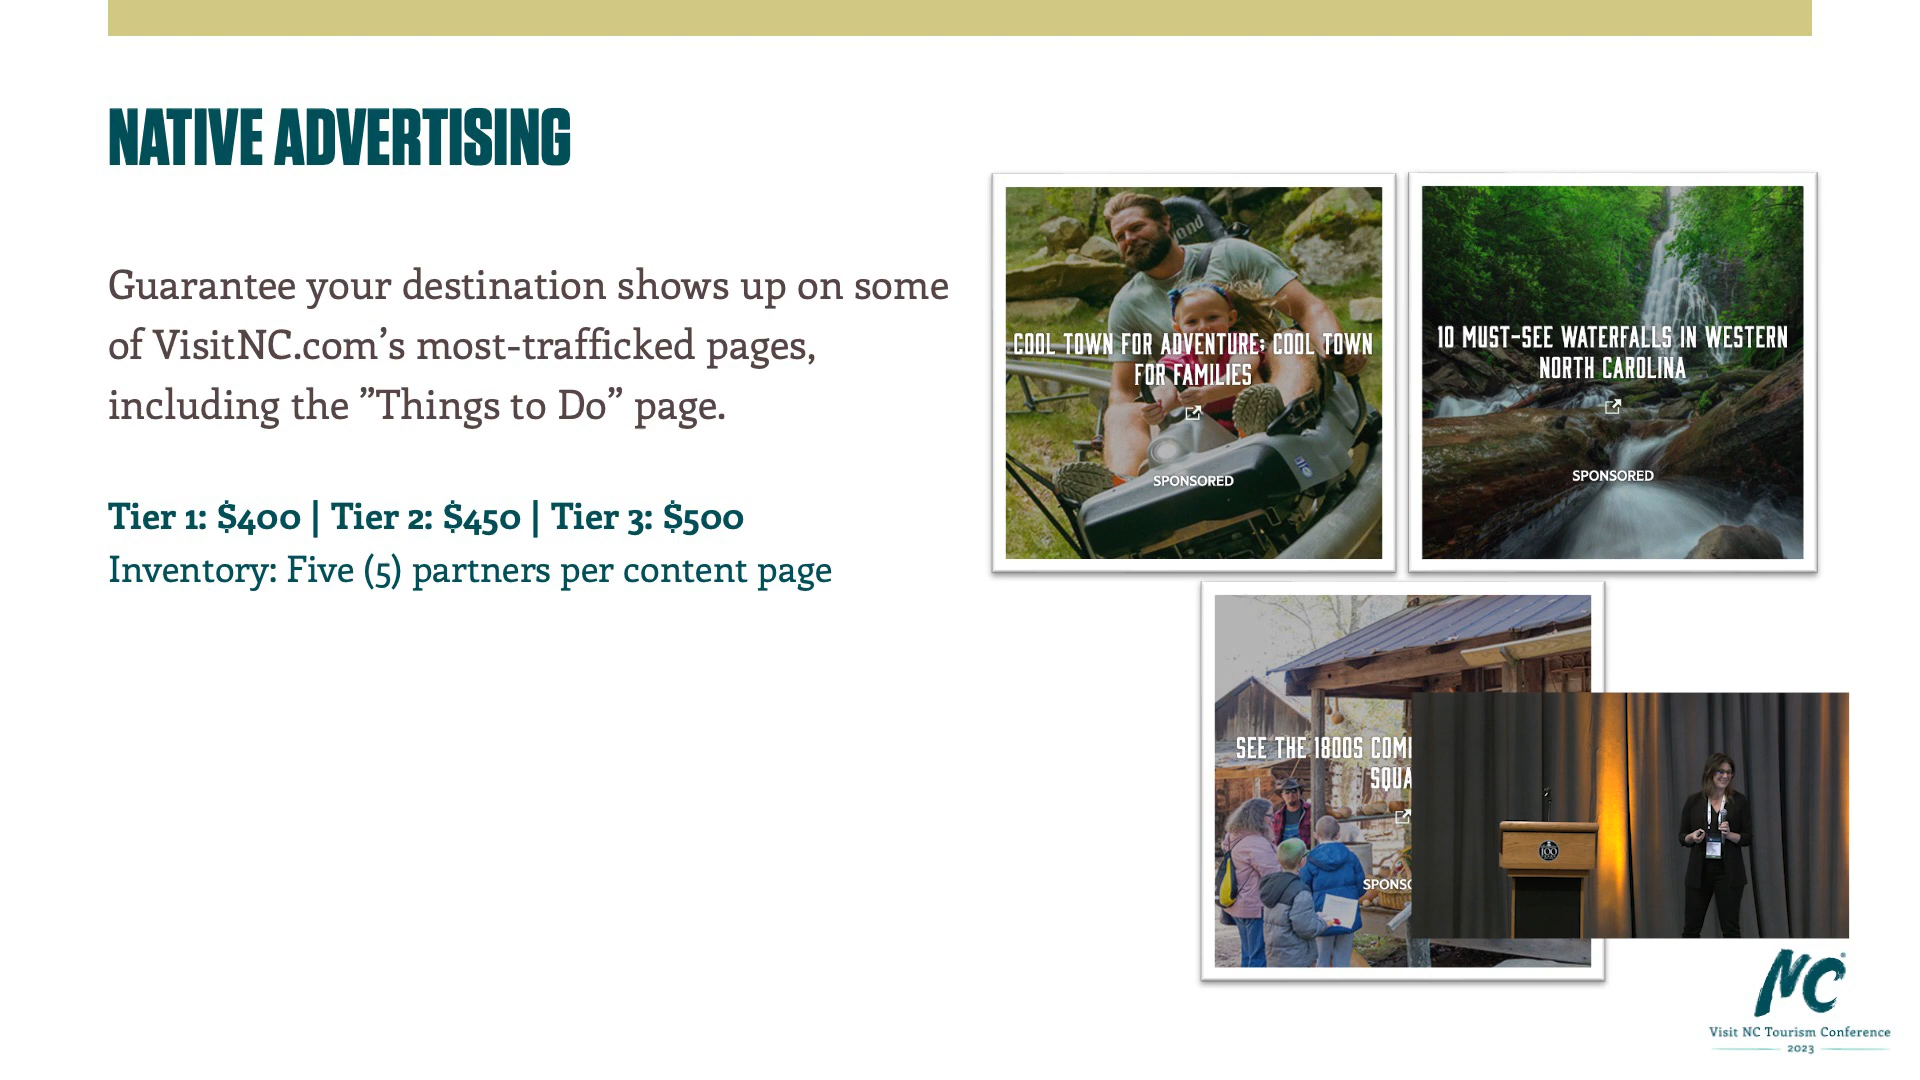 NATIVE ADVERTISING
Guarantee your destination shows up on some
of VisitNC.com’s most-trafficked pages,
including the ”Things to Do” page.
Tier 1: $400 | Tier 2: $450 | Tier 3: $500
Inventory: Five (5) partners per content page
COOL TOWN FOR ADVENTURE; COOL TOWN
FOR FAMILIES
SPONSORED
10 MUST-SEE WATERFALLS IN WESTERN
NORTH CAROLINA
SPONSORED
SEE THE 1800S
100
NC
Visit NC Tourism Conference
2023